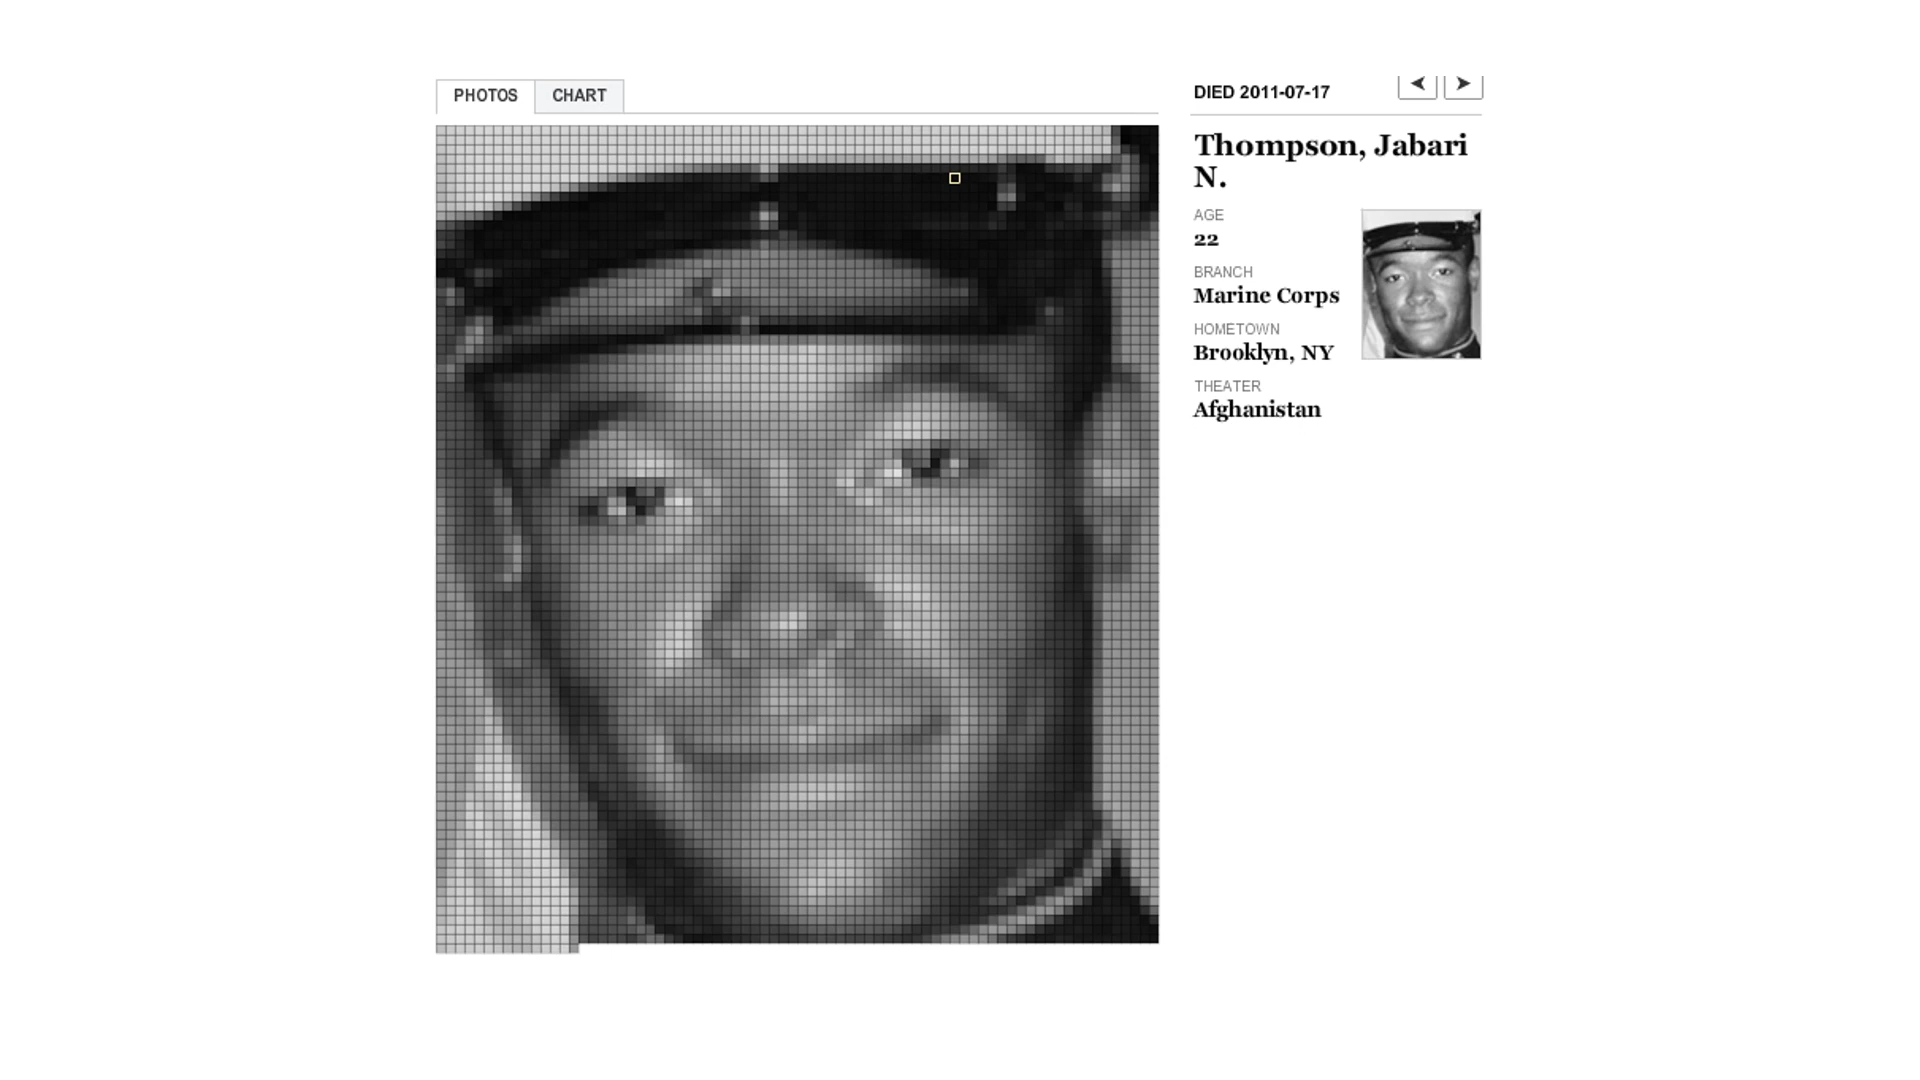 PHOTOS
CHART
DIED 2011-07-17
Thompson, Jabari
N.
AGE
22
BRANCH
Marine Corps
HOMETOWN
Brooklyn, NY
THEATER
Afghanistan